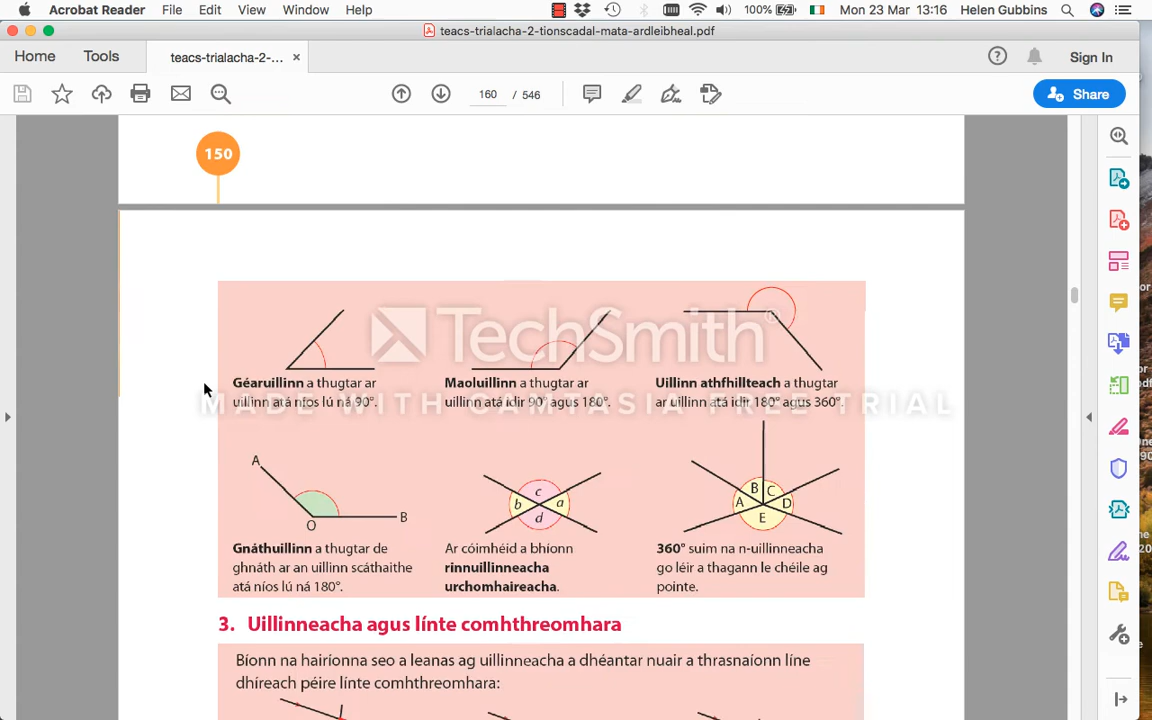 Acrobat Reader File Edit View Window Help 100% Mon 23 Mar 13:16 Helen Gubbins
teacs-trialacha-2-tionscadal-mata-ardleibheal.pdf
Home Tools teacs-trialacha-2-... × Sign In
160 / 546 Share
150
TechSmith®
MADE WITH CAMTASIA FREE TRIAL
Géaruillinn a thugtar ar
uillinn atá níos lú ná 90°.
Maoluillinn a thugtar ar
uillinn atá idir 90° agus 180°.
Uillinn athfhillteach a thugtar
ar uillinn atá idir 180° agus 360°.
A
O
B
c
b a
d
B C
A D
E
Gnáthuillinn a thugtar de
ghnáth ar an uillinn scáthaithe
atá níos lú ná 180°.
Ar cóimhéid a bhíonn
rinnuillinneacha
urchomhaireacha.
360° suim na n-uillinneacha
go léir a thagann le chéile ag
pointe.
3. Uillinneacha agus línte comhthreomhara
Bíonn na hairíonna seo a leanas ag uillinneacha a dhéantar nuair a thrasnaíonn líne
dhíreach péire línte comhthreomhara: